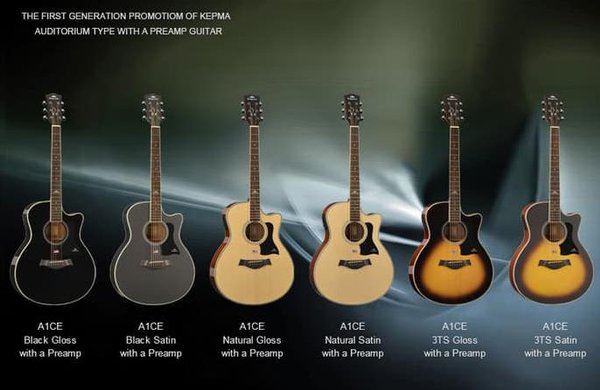 THE FIRST GENERATION PROMOTIOM OF KEPMA
AUDITORIUM TYPE WITH A PREAMP GUITAR
A1CE
Black Gloss
with a Preamp
A1CE
Black Satin
with a Preamp
A1CE
Natural Gloss
with a Preamp
A1CE
Natural Satin
with a Preamp
A1CE
3TS Gloss
with a Preamp
A1CE
3TS Satin
with a Preamp